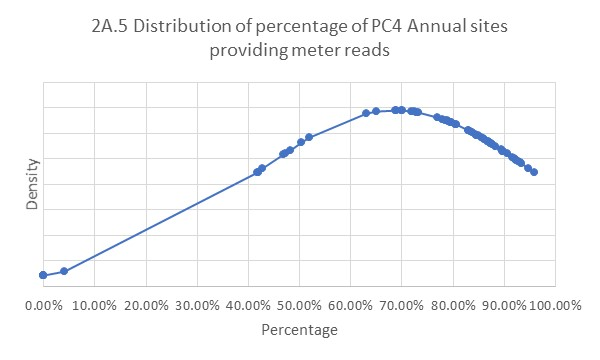 2A.5 Distribution of percentage of PC4 Annual sites
providing meter reads
Density
0.00% 10.00% 20.00% 30.00% 40.00% 50.00% 60.00% 70.00% 80.00% 90.00% 100.00%
Percentage